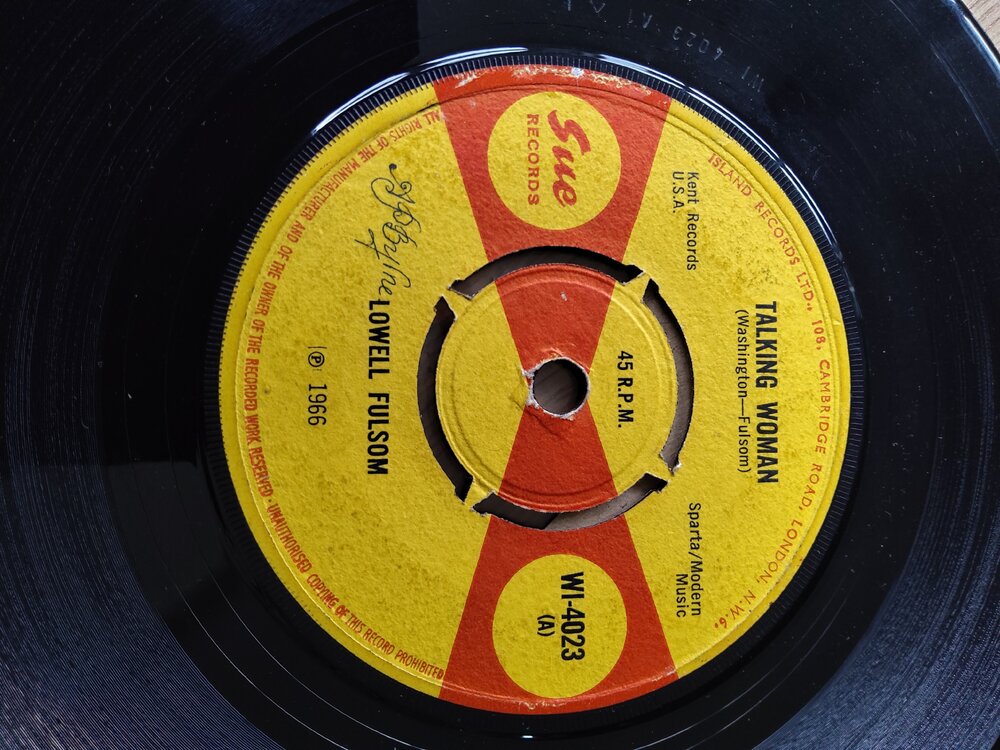 ISLAND RECORDS LTD., 108, CAMBRIDGE ROAD, LONDON, N.W.6.
TALKING WOMAN
(Washington—Fulsom)
Kent Records
U.S.A.
Sparta/Modern
Music
45 R.P.M.
Sue
RECORDS
WI-4023
(A)
LOWELL FULSOM
℗ 1966
ALL RIGHTS OF THE MANUFACTURER AND OF THE OWNER OF THE RECORDED WORK RESERVED · UNAUTHORISED COPYING OF THIS RECORD PROHIBITED